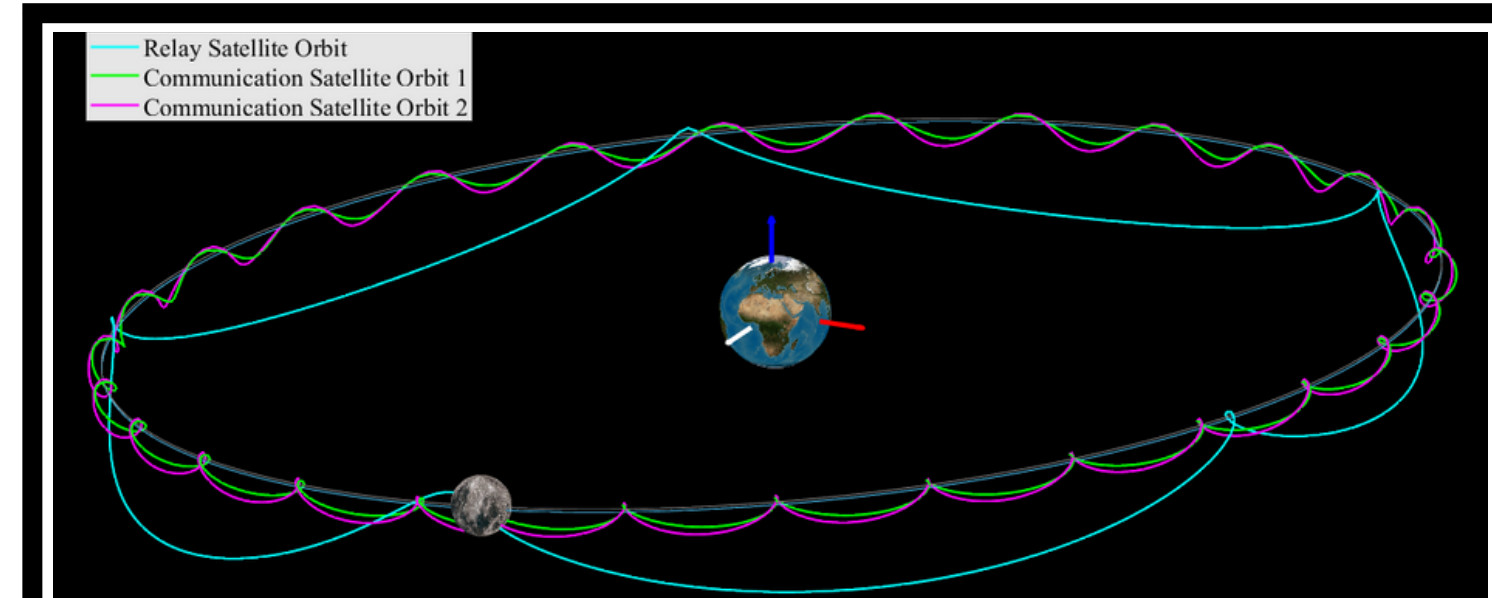 Relay Satellite Orbit
Communication Satellite Orbit 1
Communication Satellite Orbit 2